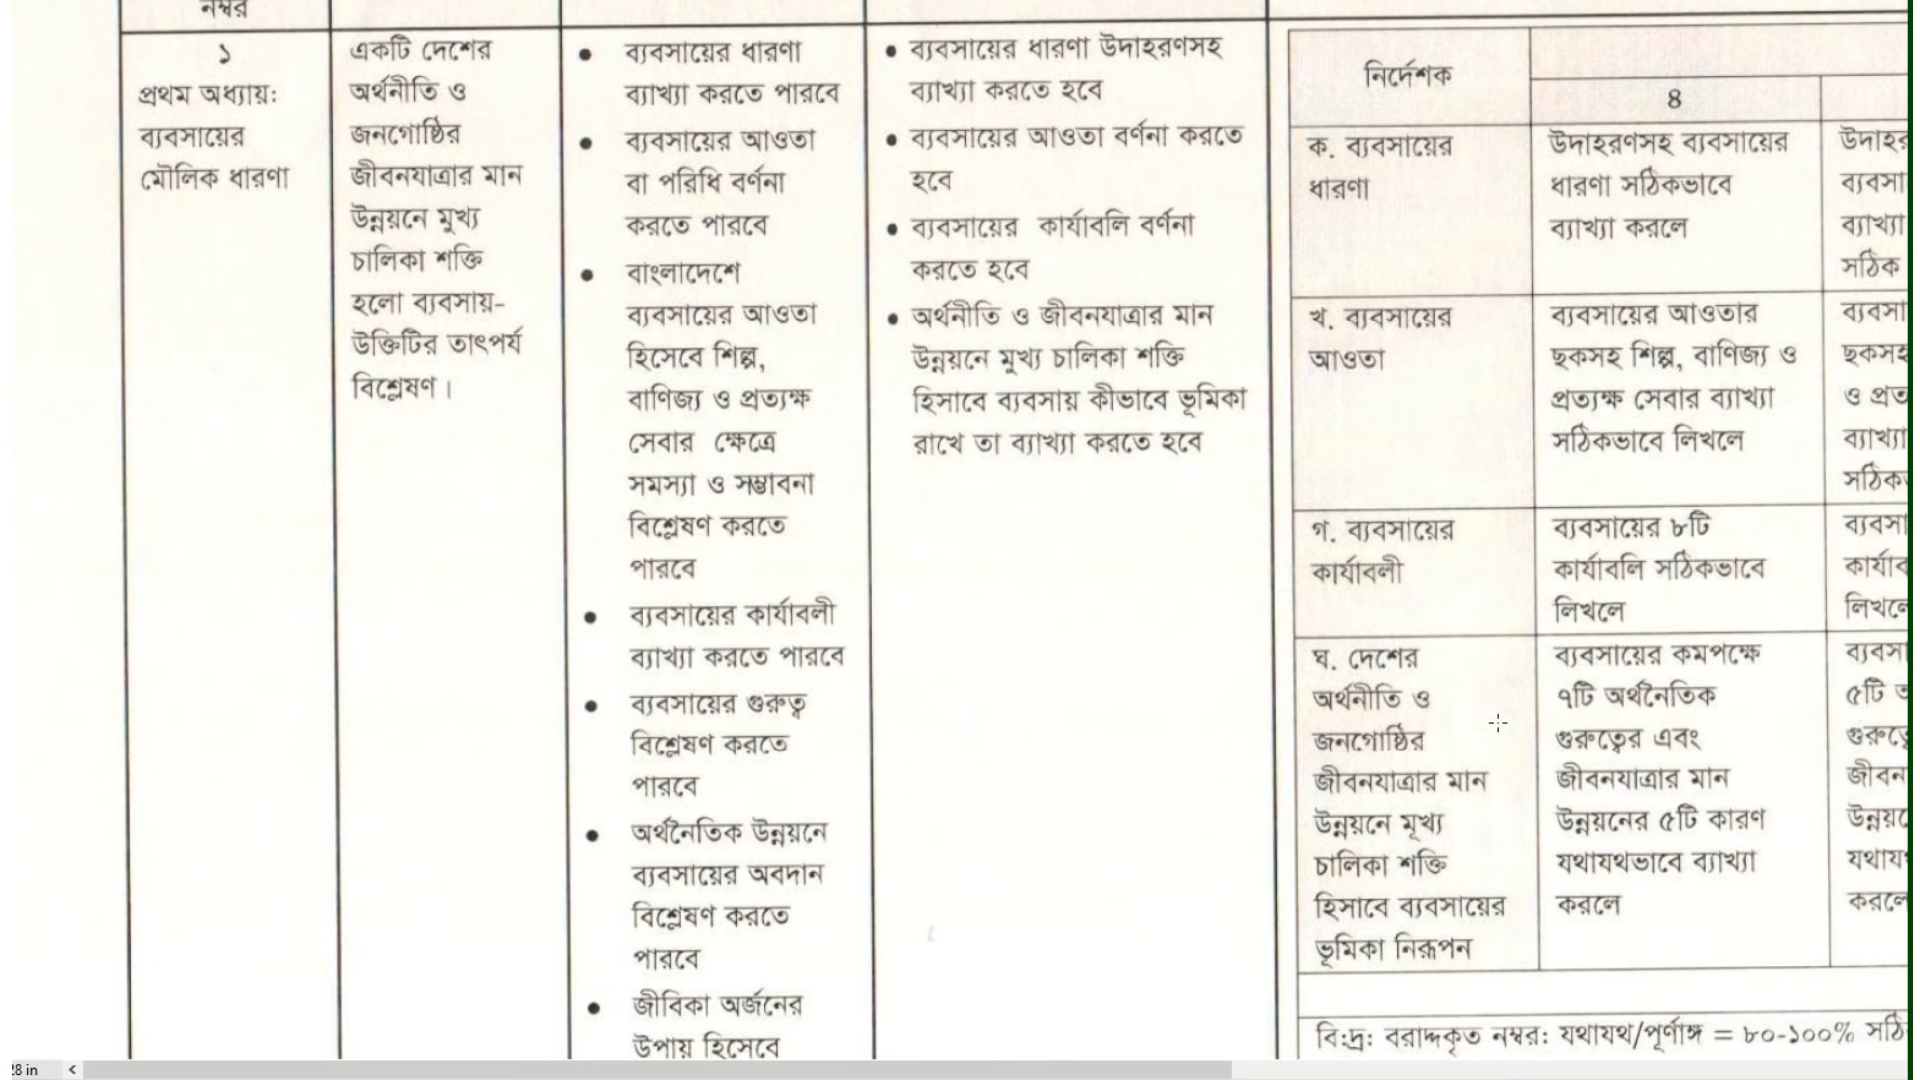 নম্বর
১
প্রথম অধ্যায়ঃ
ব্যবসায়ের
মৌলিক ধারণা
একটি দেশের
অর্থনীতি ও
জনগোষ্ঠির
জীবনযাত্রার মান
উন্নয়নে মুখ্য
চালিকা শক্তি
হলো ব্যবসায়-
উক্তিটির তাৎপর্য
বিশ্লেষণ।
• ব্যবসায়ের ধারণা
ব্যাখ্যা করতে পারবে
• ব্যবসায়ের আওতা
বা পরিধি বর্ণনা
করতে পারবে
• বাংলাদেশে
ব্যবসায়ের আওতা
হিসেবে শিল্প,
বাণিজ্য ও প্রত্যক্ষ
সেবার ক্ষেত্রে
সমস্যা ও সম্ভাবনা
বিশ্লেষণ করতে
পারবে
• ব্যবসায়ের কার্যাবলী
ব্যাখ্যা করতে পারবে
• ব্যবসায়ের গুরুত্ব
বিশ্লেষণ করতে
পারবে
• অর্থনৈতিক উন্নয়নে
ব্যবসায়ের অবদান
বিশ্লেষণ করতে
পারবে
• জীবিকা অর্জনের
উপায় হিসেবে
• ব্যবসায়ের ধারণা উদাহরণসহ
ব্যাখ্যা করতে হবে
• ব্যবসায়ের আওতা বর্ণনা করতে
হবে
• ব্যবসায়ের কার্যাবলি বর্ণনা
করতে হবে
• অর্থনীতি ও জীবনযাত্রার মান
উন্নয়নে মুখ্য চালিকা শক্তি
হিসাবে ব্যবসায় কীভাবে ভূমিকা
রাখে তা ব্যাখ্যা করতে হবে
নির্দেশক
৪
ক. ব্যবসায়ের
ধারণা
উদাহরণসহ ব্যবসায়ের
ধারণা সঠিকভাবে
ব্যাখ্যা করলে
ব্যাখ্যা
সঠিক
খ. ব্যবসায়ের
আওতা
ব্যবসায়ের আওতার
ছকসহ শিল্প, বাণিজ্য ও
প্রত্যক্ষ সেবার ব্যাখ্যা
সঠিকভাবে লিখলে
ছকসহ
ও
ব্যাখ্যা
গ. ব্যবসায়ের
কার্যাবলী
ব্যবসায়ের ৮টি
কার্যাবলি সঠিকভাবে
লিখলে
লিখলে
ঘ. দেশের
অর্থনীতি ও
জনগোষ্ঠির
জীবনযাত্রার মান
উন্নয়নে মূখ্য
চালিকা শক্তি
হিসাবে ব্যবসায়ের
ভূমিকা নিরূপন
ব্যবসায়ের কমপক্ষে
৭টি অর্থনৈতিক
গুরুত্বের এবং
জীবনযাত্রার মান
উন্নয়নের ৫টি কারণ
যথাযথভাবে ব্যাখ্যা
করলে
৫টি
করলে
বি:দ্র: বরাদ্দকৃত নম্বর: যথাযথ/পূর্ণাঙ্গ = ৮০-১০০%
in